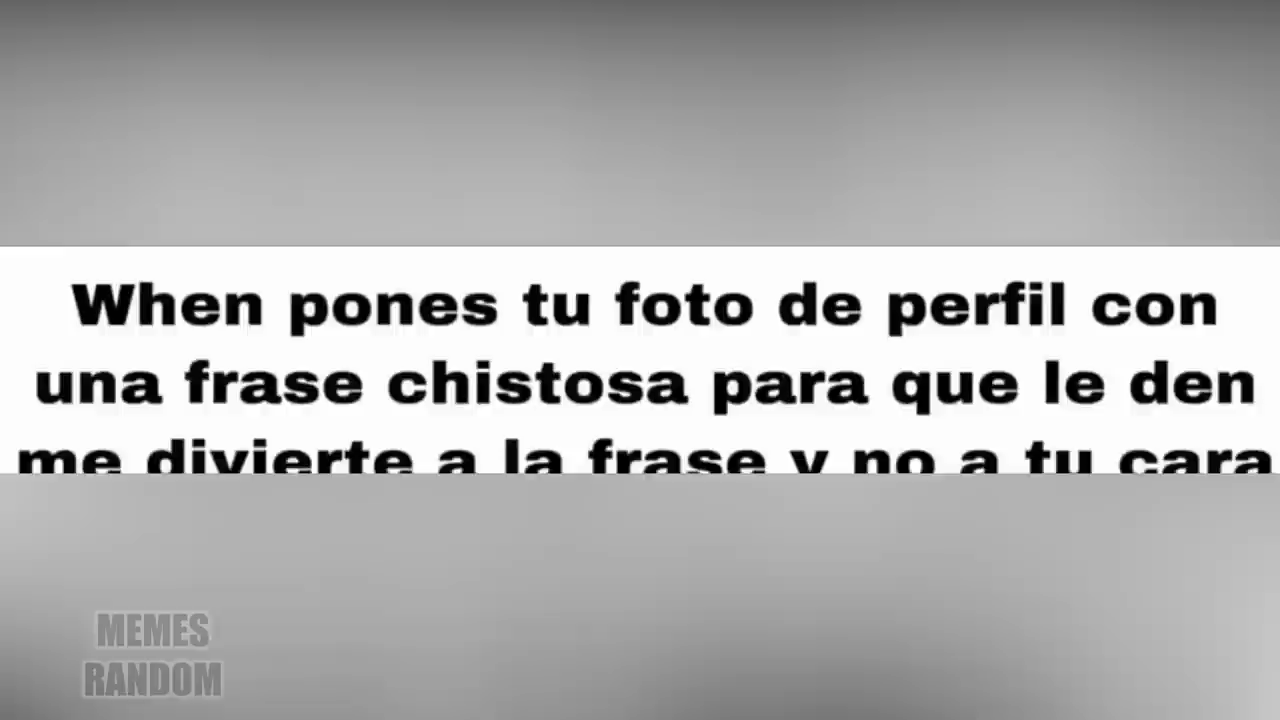 When pones tu foto de perfil con
una frase chistosa para que le den
me divierte a la frase y no a tu cara
MEMES
RANDOM